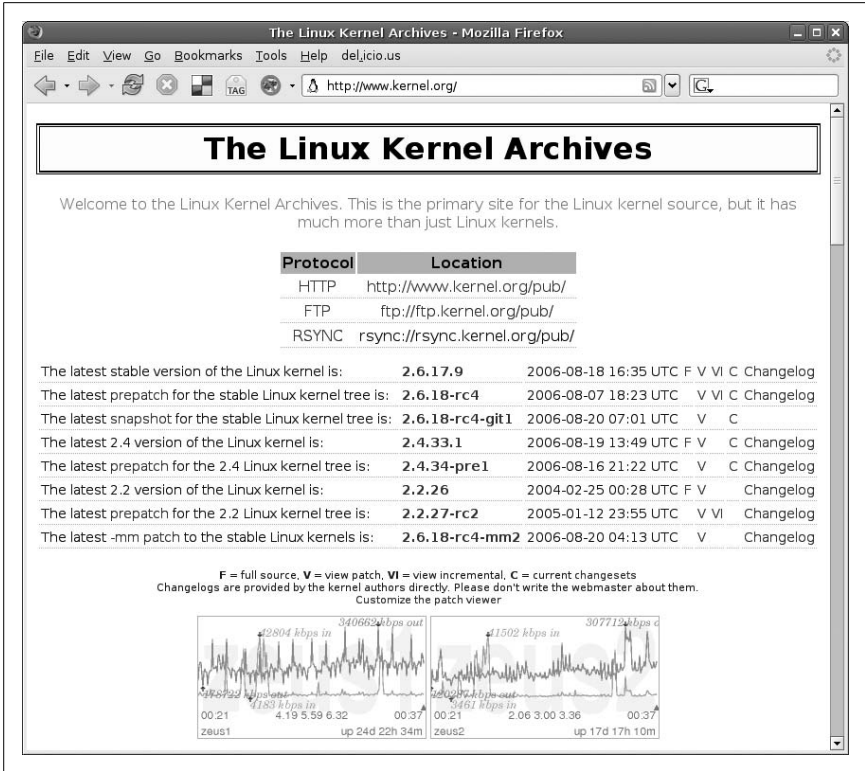 The Linux Kernel Archives - Mozilla Firefox
File Edit View Go Bookmarks Tools Help del.icio.us
TAG http://www.kernel.org/ G
The Linux Kernel Archives
Welcome to the Linux Kernel Archives. This is the primary site for the Linux kernel source, but it has
much more than just Linux kernels.
Protocol Location
HTTP http://www.kernel.org/pub/
FTP ftp://ftp.kernel.org/pub/
RSYNC rsync://rsync.kernel.org/pub/
The latest stable version of the Linux kernel is: 2.6.17.9 2006-08-18 16:35 UTC F V VI C Changelog
The latest prepatch for the stable Linux kernel tree is: 2.6.18-rc4 2006-08-07 18:23 UTC V VI C Changelog
The latest snapshot for the stable Linux kernel tree is: 2.6.18-rc4-git1 2006-08-20 07:01 UTC V C
The latest 2.4 version of the Linux kernel is: 2.4.33.1 2006-08-19 13:49 UTC F V C Changelog
The latest prepatch for the 2.4 Linux kernel tree is: 2.4.34-pre1 2006-08-16 21:22 UTC V C Changelog
The latest 2.2 version of the Linux kernel is: 2.2.26 2004-02-25 00:28 UTC F V Changelog
The latest prepatch for the 2.2 Linux kernel tree is: 2.2.27-rc2 2005-01-12 23:55 UTC V VI Changelog
The latest -mm patch to the stable Linux kernels is: 2.6.18-rc4-mm2 2006-08-20 04:13 UTC V Changelog
F = full source, V = view patch, VI = view incremental, C = current changesets
Changelogs are provided by the kernel authors directly. Please don't write the webmaster about them.
Customize the patch viewer
340662 kbps out 307712 kbps o
42804 kbps in 41502 kbps in
zeus1 zeus2
178722 kbps out
4183 kbps in 3461 kbps in
00:21 4.19 5.59 6.32 00:37 00:21 2.06 3.00 3.36 00:37
zeus1 up 24d 22h 34m zeus2 up 17d 17h 10m